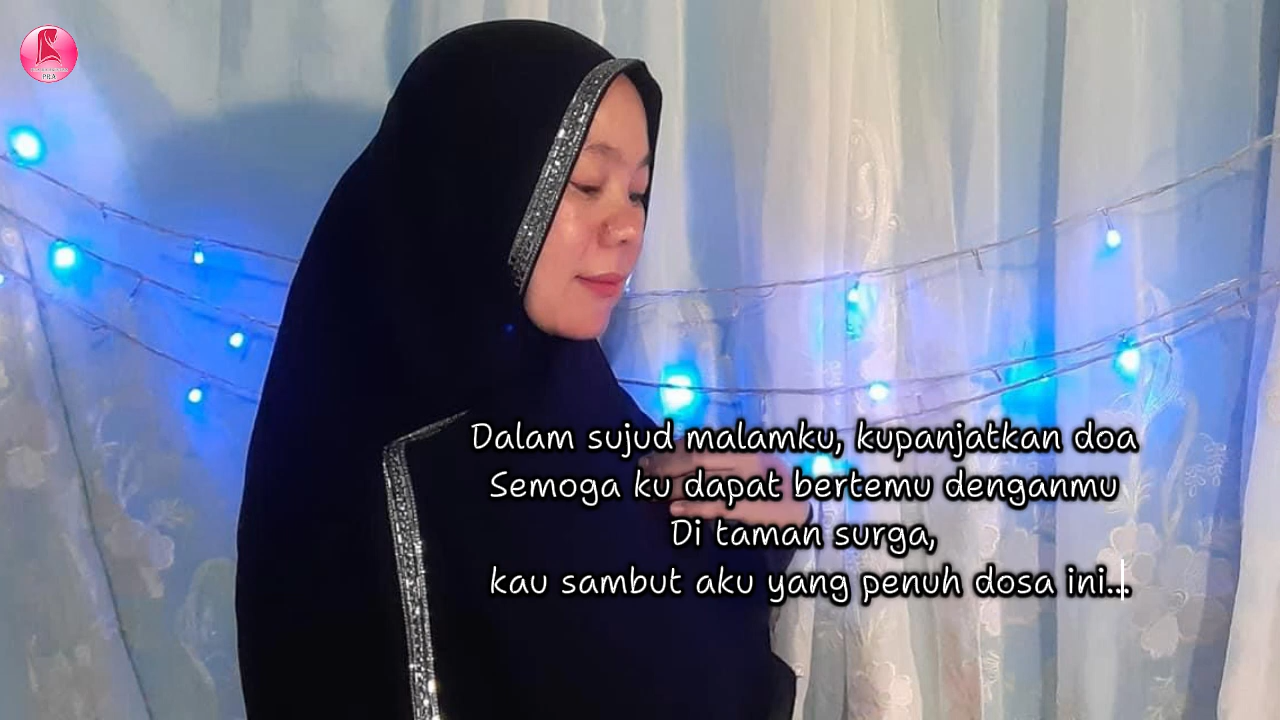 PRA
Dalam sujud malamku, kupanjatkan doa
Semoga ku dapat bertemu denganmu
Di taman surga,
kau sambut aku yang penuh dosa ini...